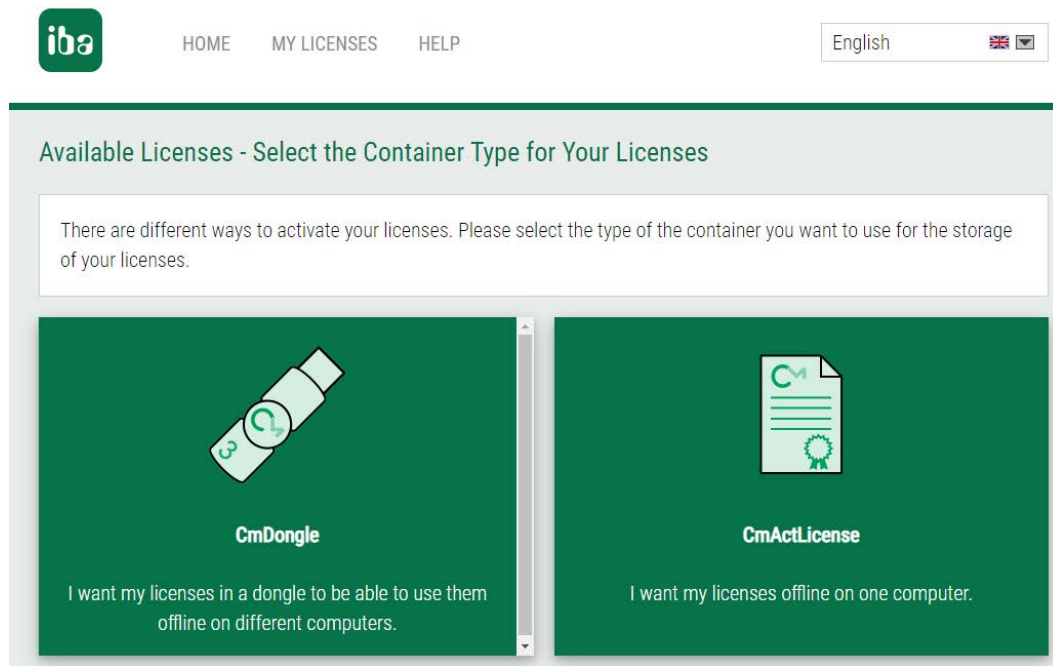 iba
HOME MY LICENSES HELP
English
Available Licenses - Select the Container Type for Your Licenses
There are different ways to activate your licenses. Please select the type of the container you want to use for the storage
of your licenses.
CM
3
CmDongle
I want my licenses in a dongle to be able to use them
offline on different computers.
CM
CmActLicense
I want my licenses offline on one computer.